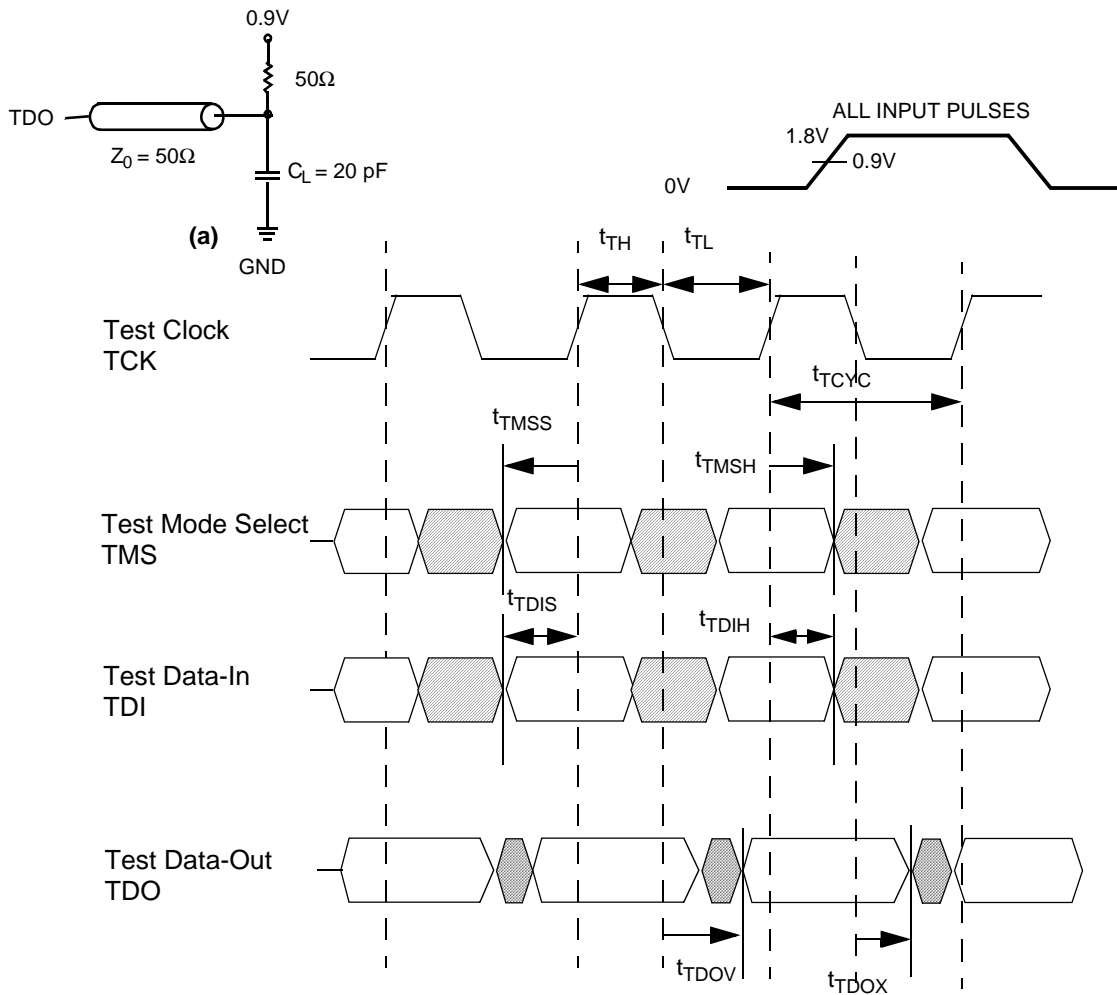 0.9V
50Ω
TDO
Z0 = 50Ω
CL = 20 pF
(a)
GND
ALL INPUT PULSES
1.8V
0.9V
0V
tTH
tTL
Test Clock
TCK
tTCYC
tTMSS
tTMSH
Test Mode Select
TMS
tTDIS
tTDIH
Test Data-In
TDI
Test Data-Out
TDO
tTDOV
tTDOX